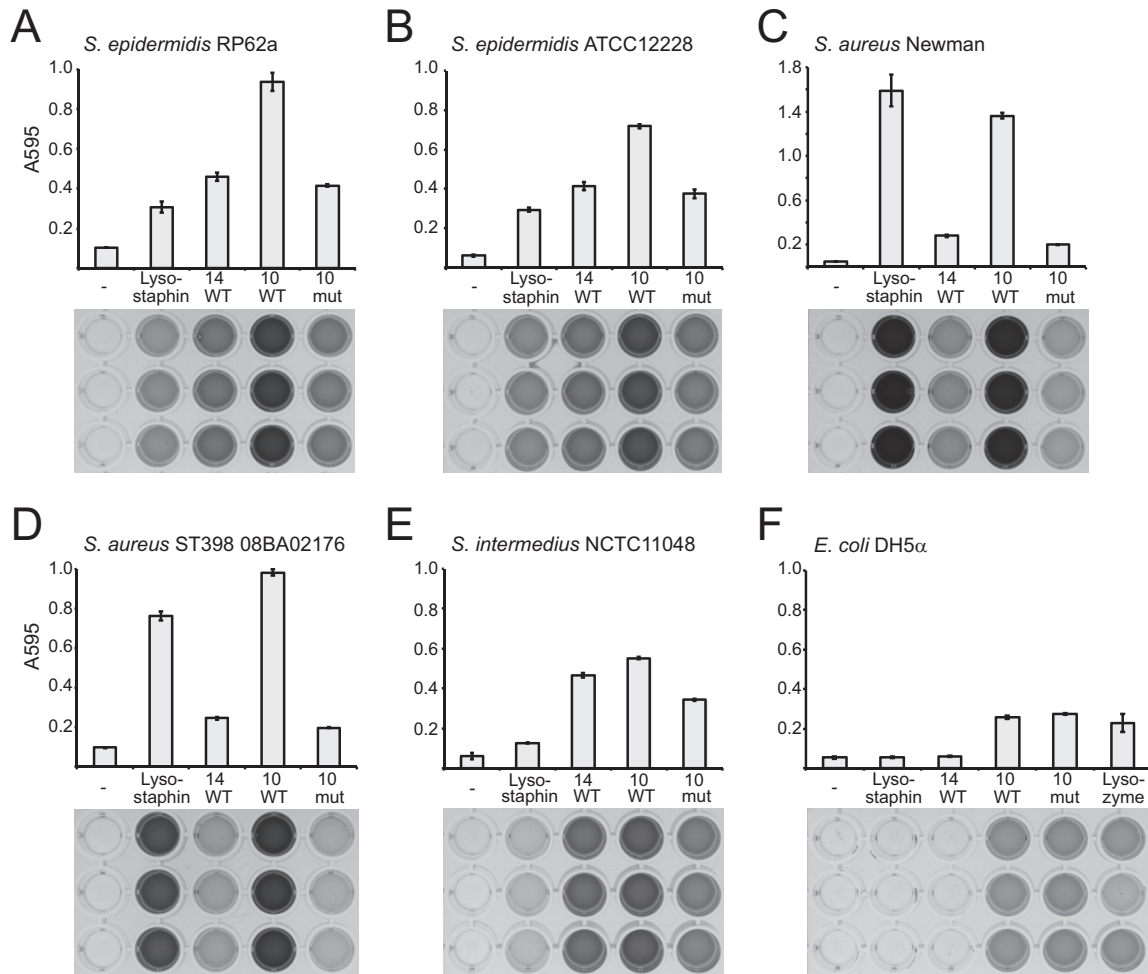 A
S. epidermidis RP62a
1.0
0.8
0.6
0.4
0.2
A595
-
Lyso-
staphin
14
WT
10
WT
10
mut
B
S. epidermidis ATCC12228
1.0
0.8
0.6
0.4
0.2
-
Lyso-
staphin
14
WT
10
WT
10
mut
C
S. aureus Newman
1.8
1.4
1.0
0.6
0.2
-
Lyso-
staphin
14
WT
10
WT
10
mut
D
S. aureus ST398 08BA02176
1.0
0.8
0.6
0.4
0.2
A595
-
Lyso-
staphin
14
WT
10
WT
10
mut
E
S. intermedius NCTC11048
1.0
0.8
0.6
0.4
0.2
-
Lyso-
staphin
14
WT
10
WT
10
mut
F
E. coli DH5α
1.0
0.8
0.6
0.4
0.2
-
Lyso-
staphin
14
WT
10
WT
10
mut
Lyso-
zyme